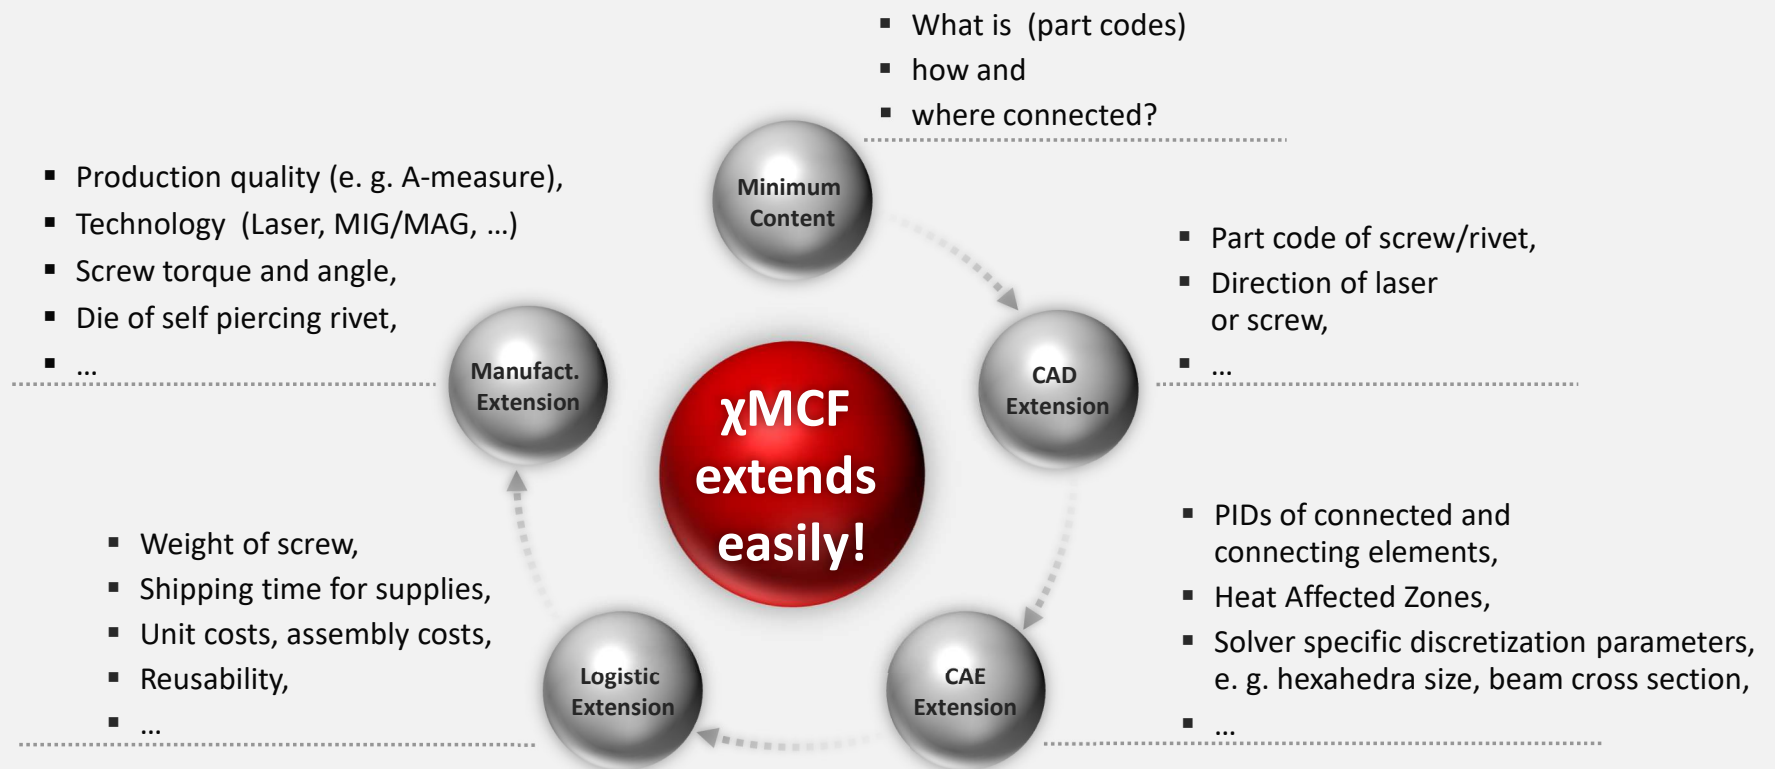 ▪ What is (part codes)
▪ how and
▪ where connected?
Minimum
Content
▪ Production quality (e. g. A-measure),
▪ Technology (Laser, MIG/MAG, ...)
▪ Screw torque and angle,
▪ Die of self piercing rivet,
▪ ...
Manufact.
Extension
▪ Part code of screw/rivet,
▪ Direction of laser
or screw,
▪ ...
CAD
Extension
χMCF
extends
easily!
▪ Weight of screw,
▪ Shipping time for supplies,
▪ Unit costs, assembly costs,
▪ Reusability,
▪ ...
Logistic
Extension
▪ PIDs of connected and
connecting elements,
▪ Heat Affected Zones,
▪ Solver specific discretization parameters,
e. g. hexahedra size, beam cross section,
▪ ...
CAE
Extension